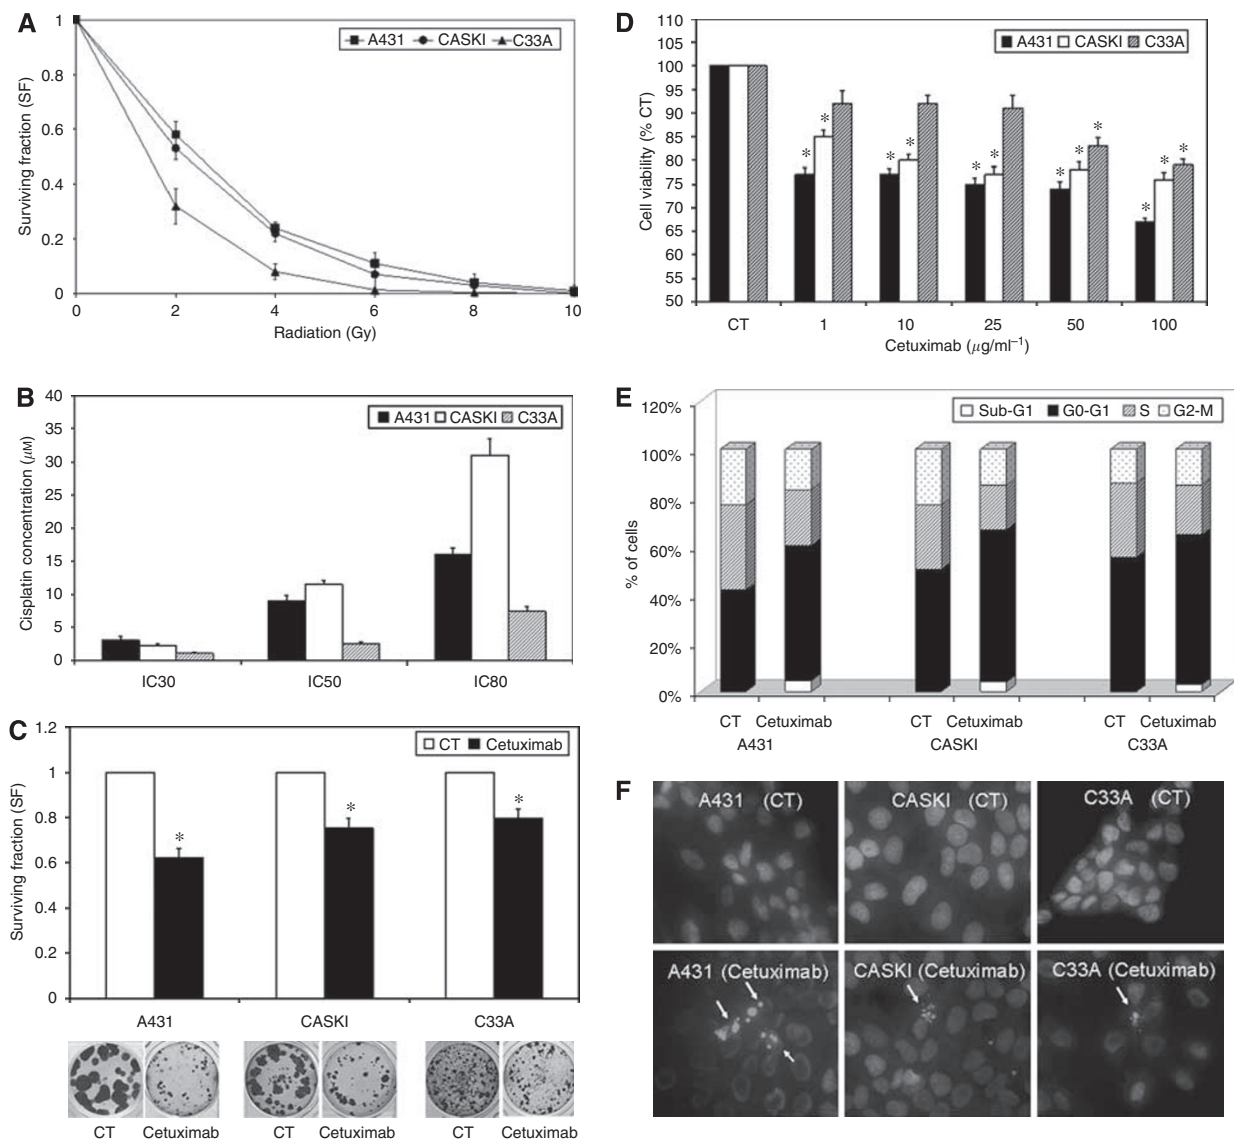 A
Surviving fraction (SF)
1
0.8
0.6
0.4
0.2
0
A431 CASKI C33A
0 2 4 6 8 10
Radiation (Gy)
B
Cisplatin concentration (μM)
40
35
30
25
20
15
10
5
0
A431 CASKI C33A
IC30 IC50 IC80
C
Surviving fraction (SF)
1.2
1
0.8
0.6
0.4
0.2
0
CT Cetuximab
* * *
A431 CASKI C33A
CT Cetuximab CT Cetuximab CT Cetuximab
D
Cell viability (% CT)
110
105
100
95
90
85
80
75
70
65
60
55
50
A431 CASKI C33A
* * * * * * * * * * * *
CT 1 10 25 50 100
Cetuximab (μg/ml⁻¹)
E
% of cells
120%
100%
80%
60%
40%
20%
0%
Sub-G1 G0-G1 S G2-M
CT Cetuximab CT Cetuximab CT Cetuximab
A431 CASKI C33A
F
A431 (CT) CASKI (CT) C33A (CT)
A431 (Cetuximab) CASKI (Cetuximab) C33A (Cetuximab)